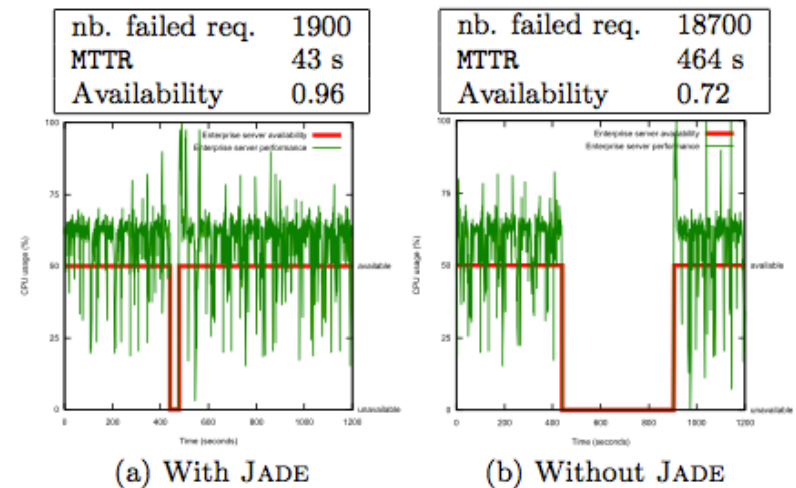 nb. failed req. 1900
MTTR 43 s
Availability 0.96
nb. failed req. 18700
MTTR 464 s
Availability 0.72
100
75
50
25
0
CPU usage (%)
Enterprise server availability
Enterprise server performance
available
unavailable
0 200 400 600 800 1000 1200
Time (seconds)
(a) With JADE
100
75
50
25
0
CPU usage (%)
Enterprise server availability
Enterprise server performance
available
unavailable
0 200 400 600 800 1000 1200
Time (seconds)
(b) Without JADE